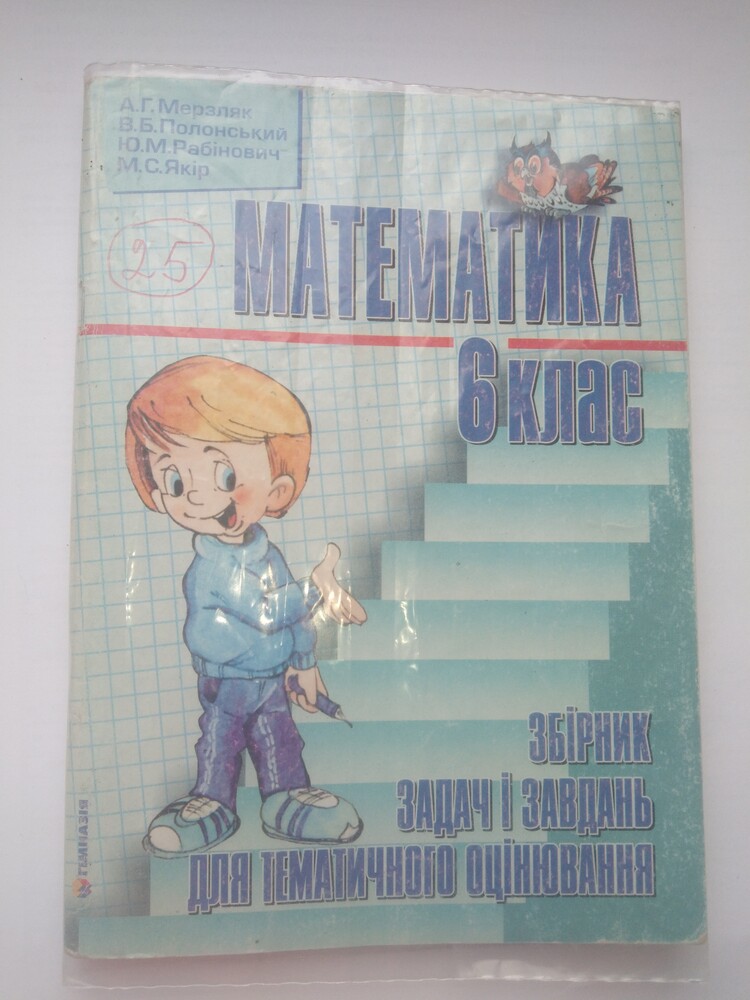 А.Г.Мерзляк
В.Б.Полонський
Ю.М.Рабінович
М.С.Якір
25
МАТЕМАТИКА
6 клас
ЗБІРНИК
ЗАДАЧ І ЗАВДАНЬ
ДЛЯ ТЕМАТИЧНОГО ОЦІНЮВАННЯ
ГІМНАЗІЯ